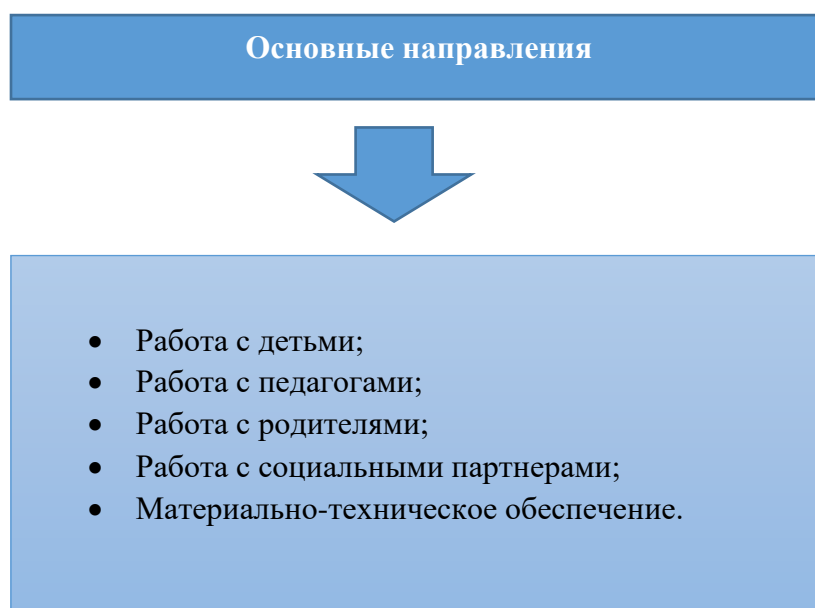 Основные направления
• Работа с детьми;
• Работа с педагогами;
• Работа с родителями;
• Работа с социальными партнерами;
• Материально-техническое обеспечение.